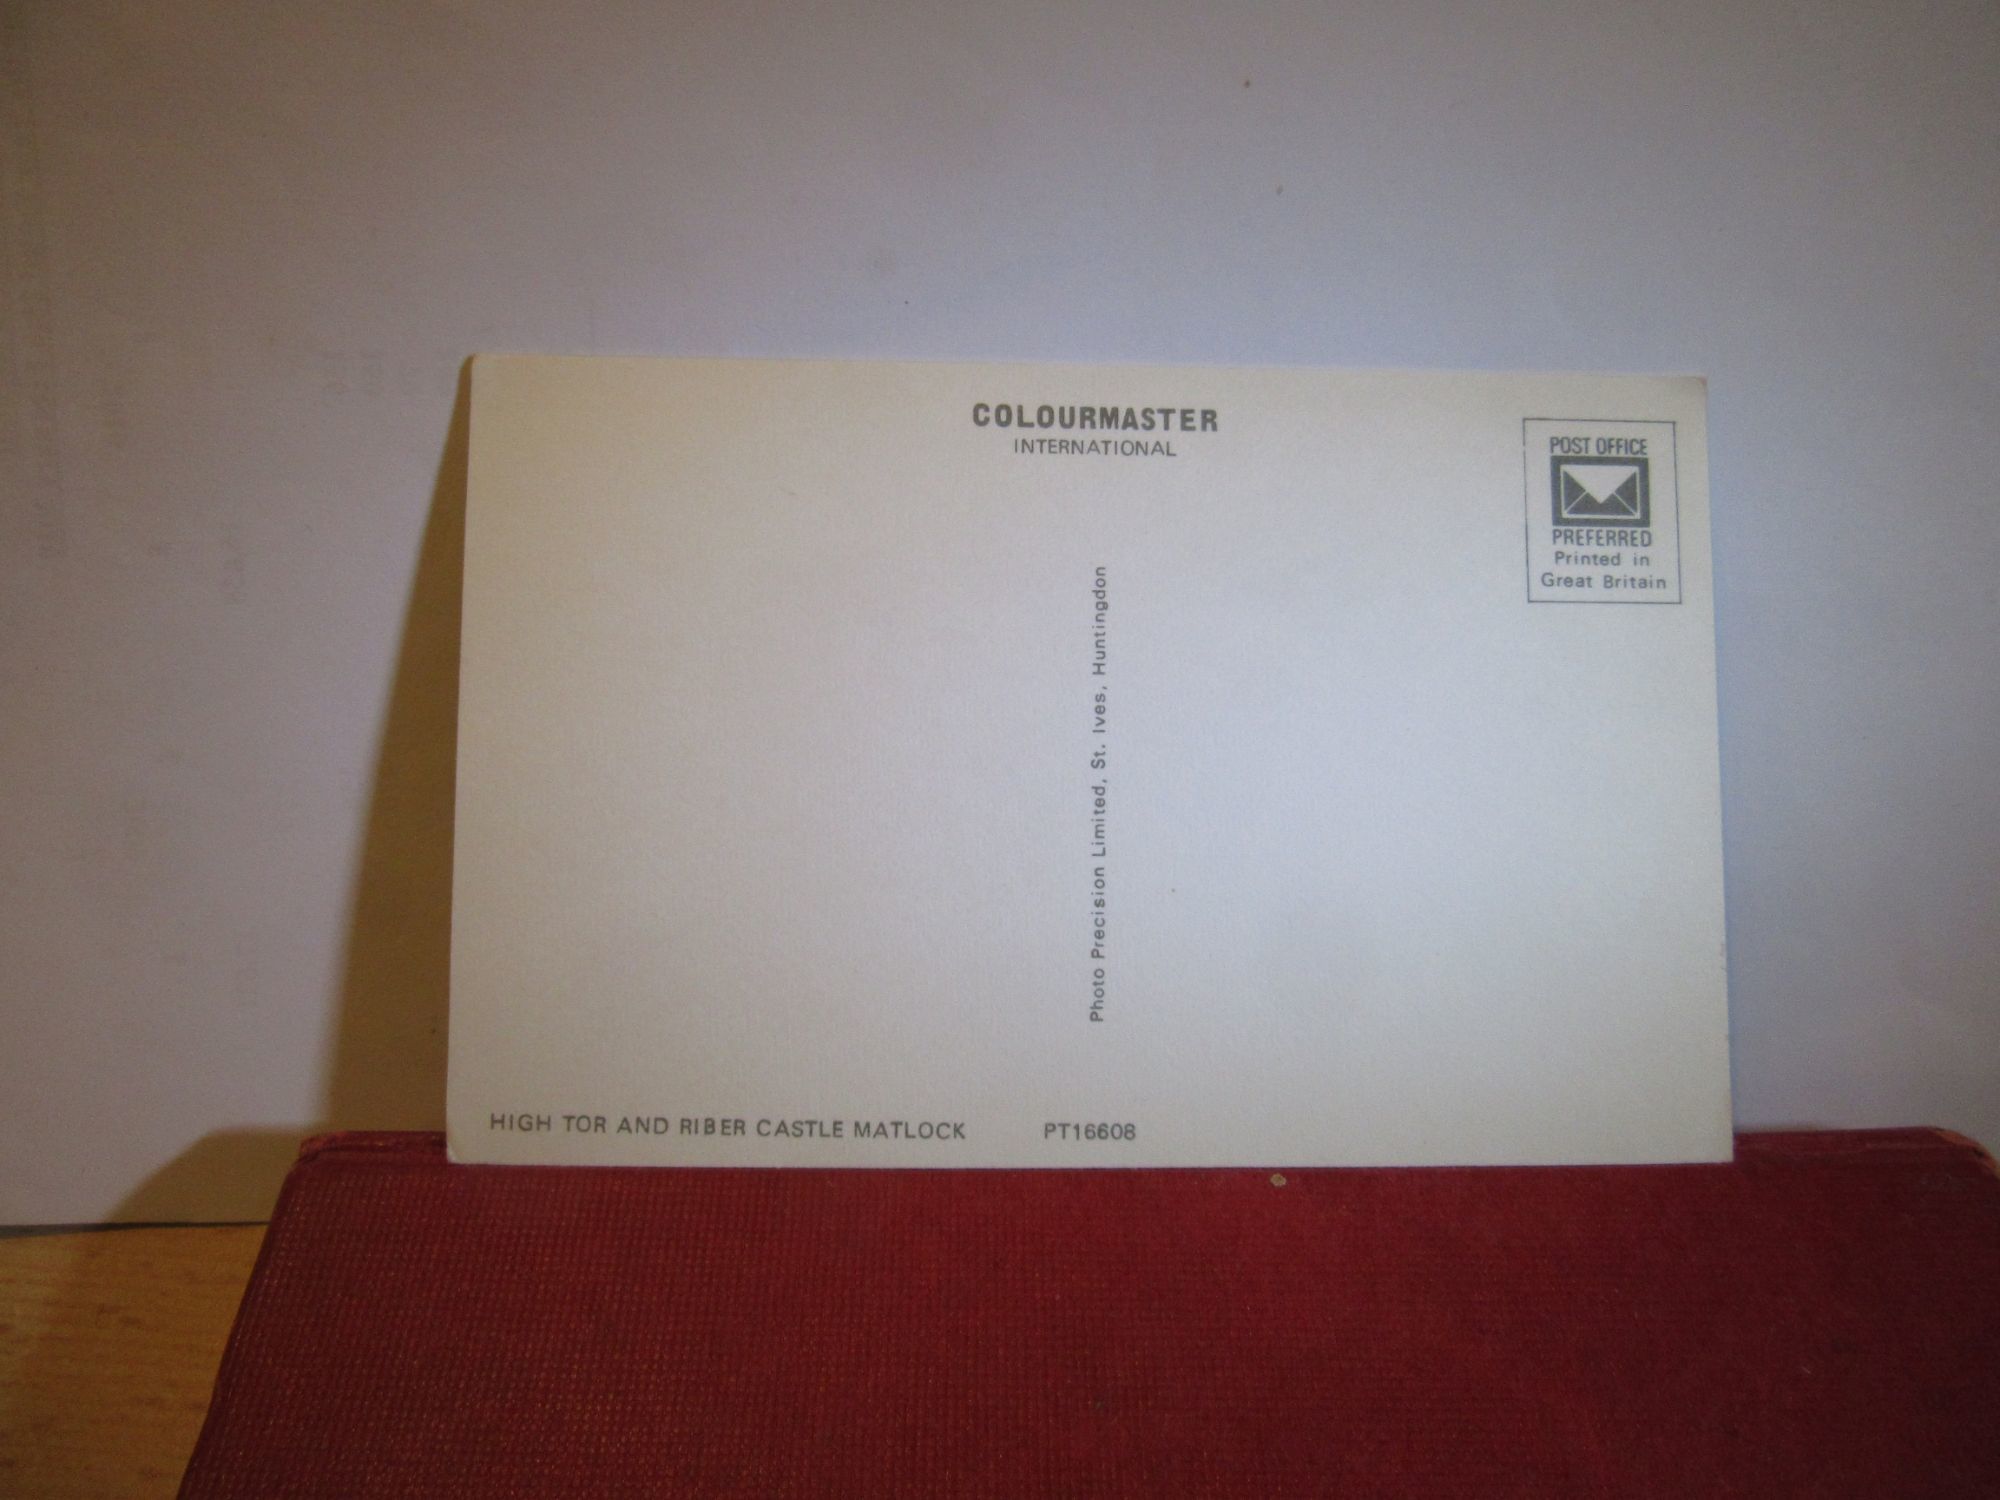 COLOURMASTER
INTERNATIONAL
POST OFFICE
PREFERRED
Printed in
Great Britain
Photo Precision Limited, St. Ives, Huntingdon
HIGH TOR AND RIBER CASTLE MATLOCK PT16608